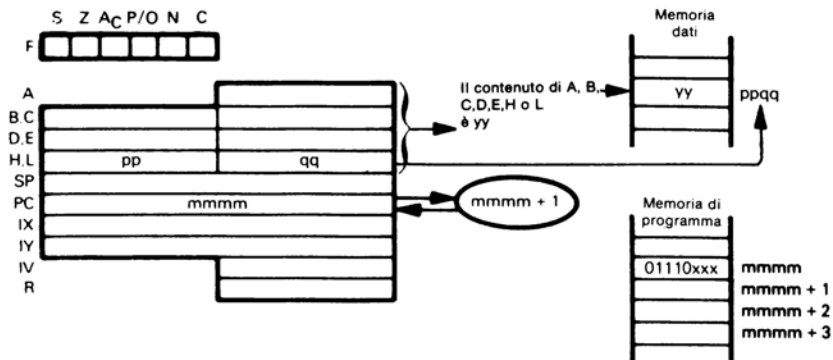 S Z AC P/O N C
F
A
B.C
D.E
H.L pp qq
SP
PC mmmm
IX
IY
IV
R
Il contenuto di A, B,
C,D,E,H o L
è yy
mmmm + 1
Memoria
dati
yy ppqq
Memoria di
programma
01110xxx mmmm
mmmm + 1
mmmm + 2
mmmm + 3